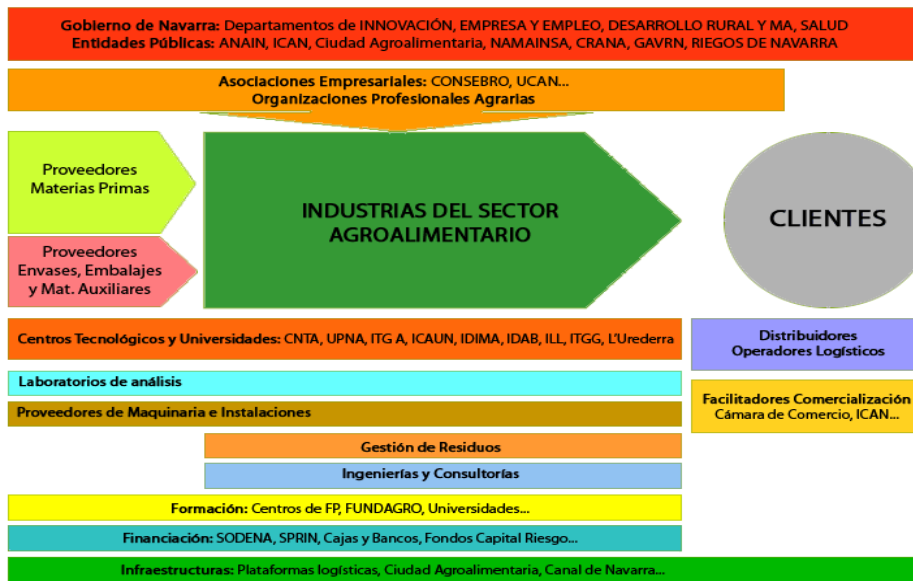 Gobierno de Navarra: Departamentos de INNOVACIÓN, EMPRESA Y EMPLEO, DESARROLLO RURAL Y MA, SALUD
Entidades Públicas: ANAIN, ICAN, Ciudad Agroalimentaria, NAMAINSA, CRANA, GAVRN, RIEGOS DE NAVARRA
Asociaciones Empresariales: CONSEBRO, UCAN...
Organizaciones Profesionales Agrarias
Proveedores
Materias Primas
Proveedores
Envases, Embalajes
y Mat. Auxiliares
INDUSTRIAS DEL SECTOR
AGROALIMENTARIO
CLIENTES
Centros Tecnológicos y Universidades: CNTA, UPNA, ITG A, ICAUN, IDIMA, IDAB, ILL, ITGG, L'Urederra
Distribuidores
Operadores Logísticos
Laboratorios de análisis
Proveedores de Maquinaria e Instalaciones
Facilitadores Comercialización
Cámara de Comercio, ICAN...
Gestión de Residuos
Ingenierías y Consultorías
Formación: Centros de FP, FUNDAGRO, Universidades...
Financiación: SODENA, SPRIN, Cajas y Bancos, Fondos Capital Riesgo...
Infraestructuras: Plataformas logísticas, Ciudad Agroalimentaria, Canal de Navarra...